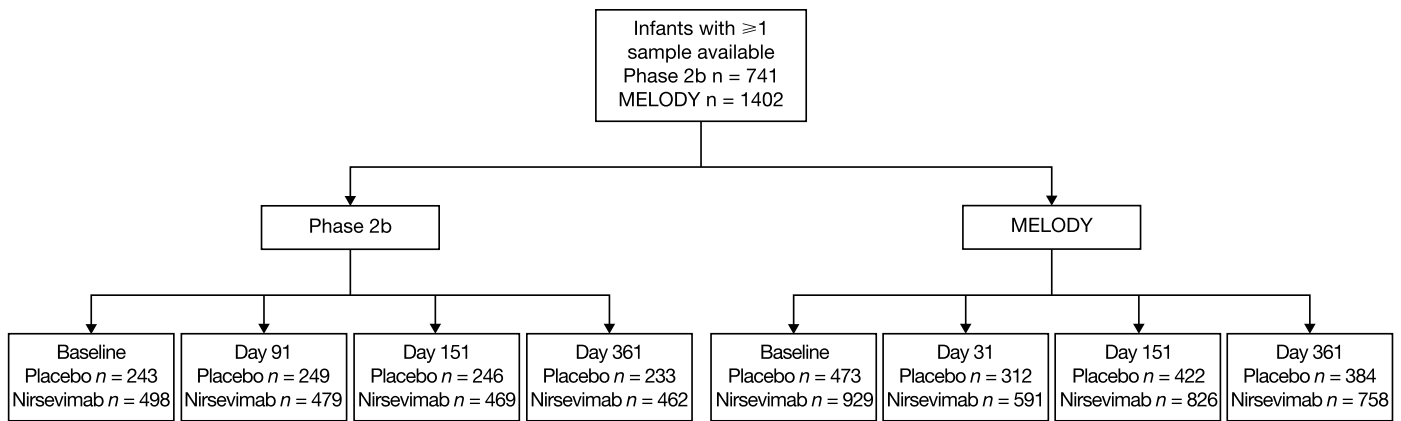 Infants with ⩾1
sample available
Phase 2b n = 741
MELODY n = 1402
Phase 2b
MELODY
Baseline
Placebo n = 243
Nirsevimab n = 498
Day 91
Placebo n = 249
Nirsevimab n = 479
Day 151
Placebo n = 246
Nirsevimab n = 469
Day 361
Placebo n = 233
Nirsevimab n = 462
Baseline
Placebo n = 473
Nirsevimab n = 929
Day 31
Placebo n = 312
Nirsevimab n = 591
Day 151
Placebo n = 422
Nirsevimab n = 826
Day 361
Placebo n = 384
Nirsevimab n = 758